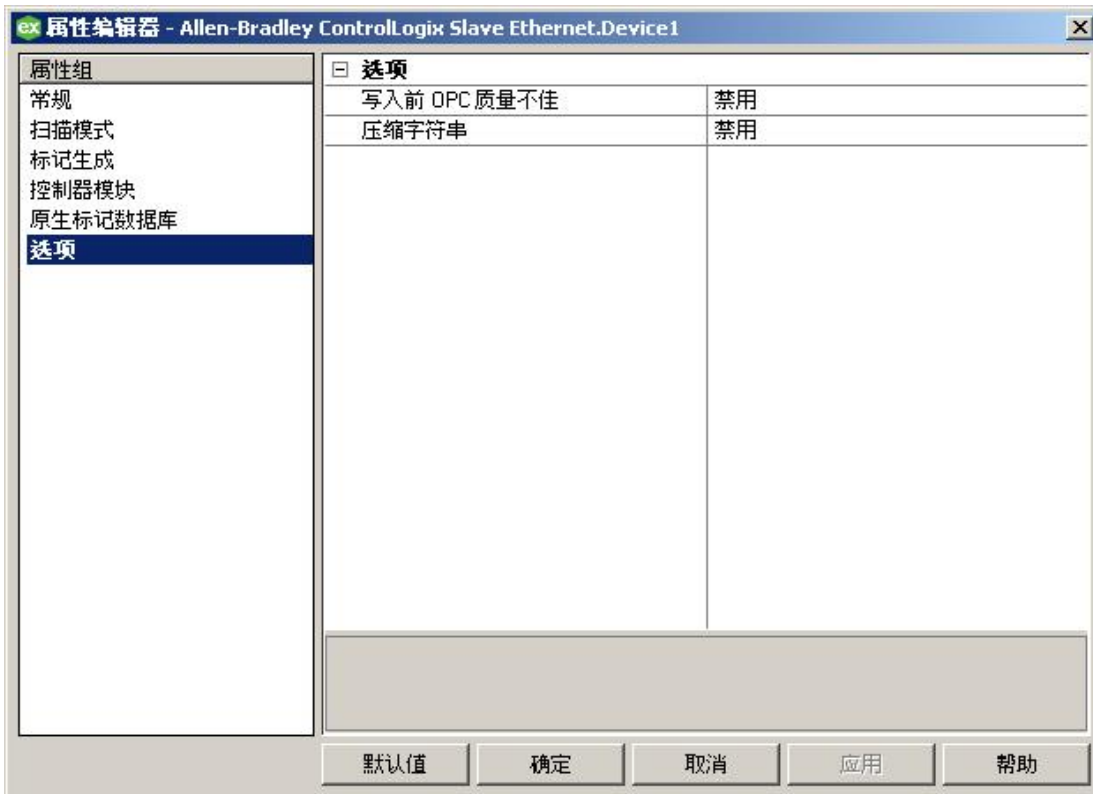 ex 属性编辑器 - Allen-Bradley ControlLogix Slave Ethernet.Device1
属性组
常规
扫描模式
标记生成
控制器模块
原生标记数据库
选项
选项
写入前 OPC 质量不佳 禁用
压缩字符串 禁用
默认值 确定 取消 应用 帮助